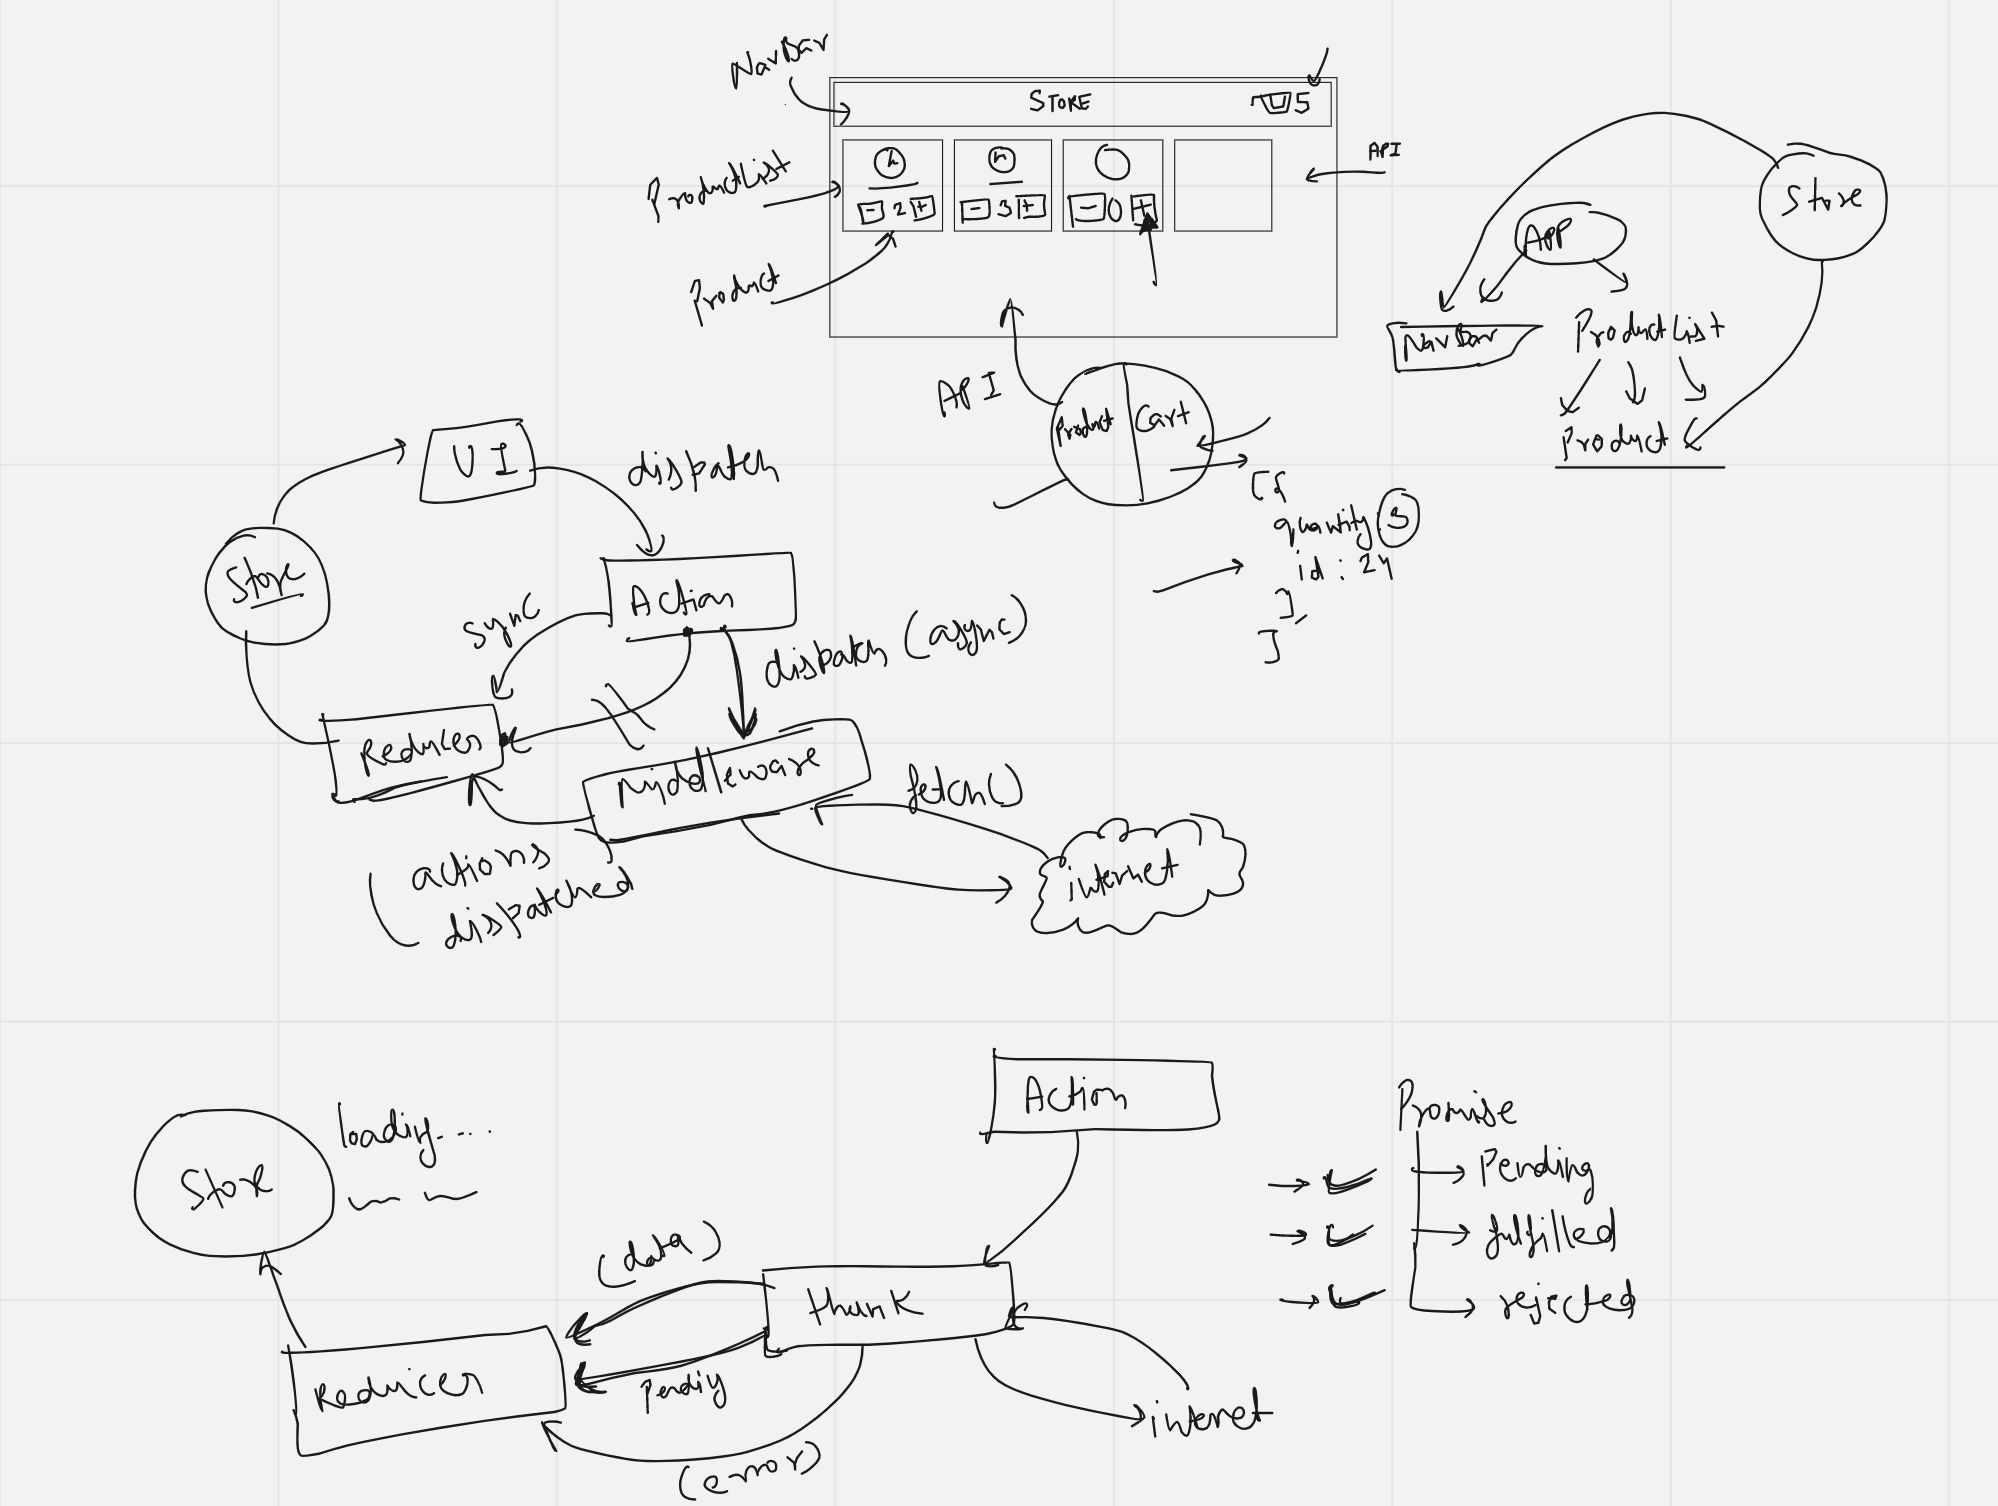 NavBar
STORE
5
API
ProductList
h
n
- 2 +
- 3 +
- 0 +
Product
Store
APP
NavBar
ProductList
Product
API
Product
Cart
[{
quantity 3
id : 24
},
]
UI
dispatch
Store
Action
sync
dispatch (async)
Reducer
Middleware
fetch()
internet
(actions
dispatched)
Action
Promise
Pending
fulfilled
rejected
Store
loadig....
(data)
thunk
Pendig
Reducer
internet
(error)